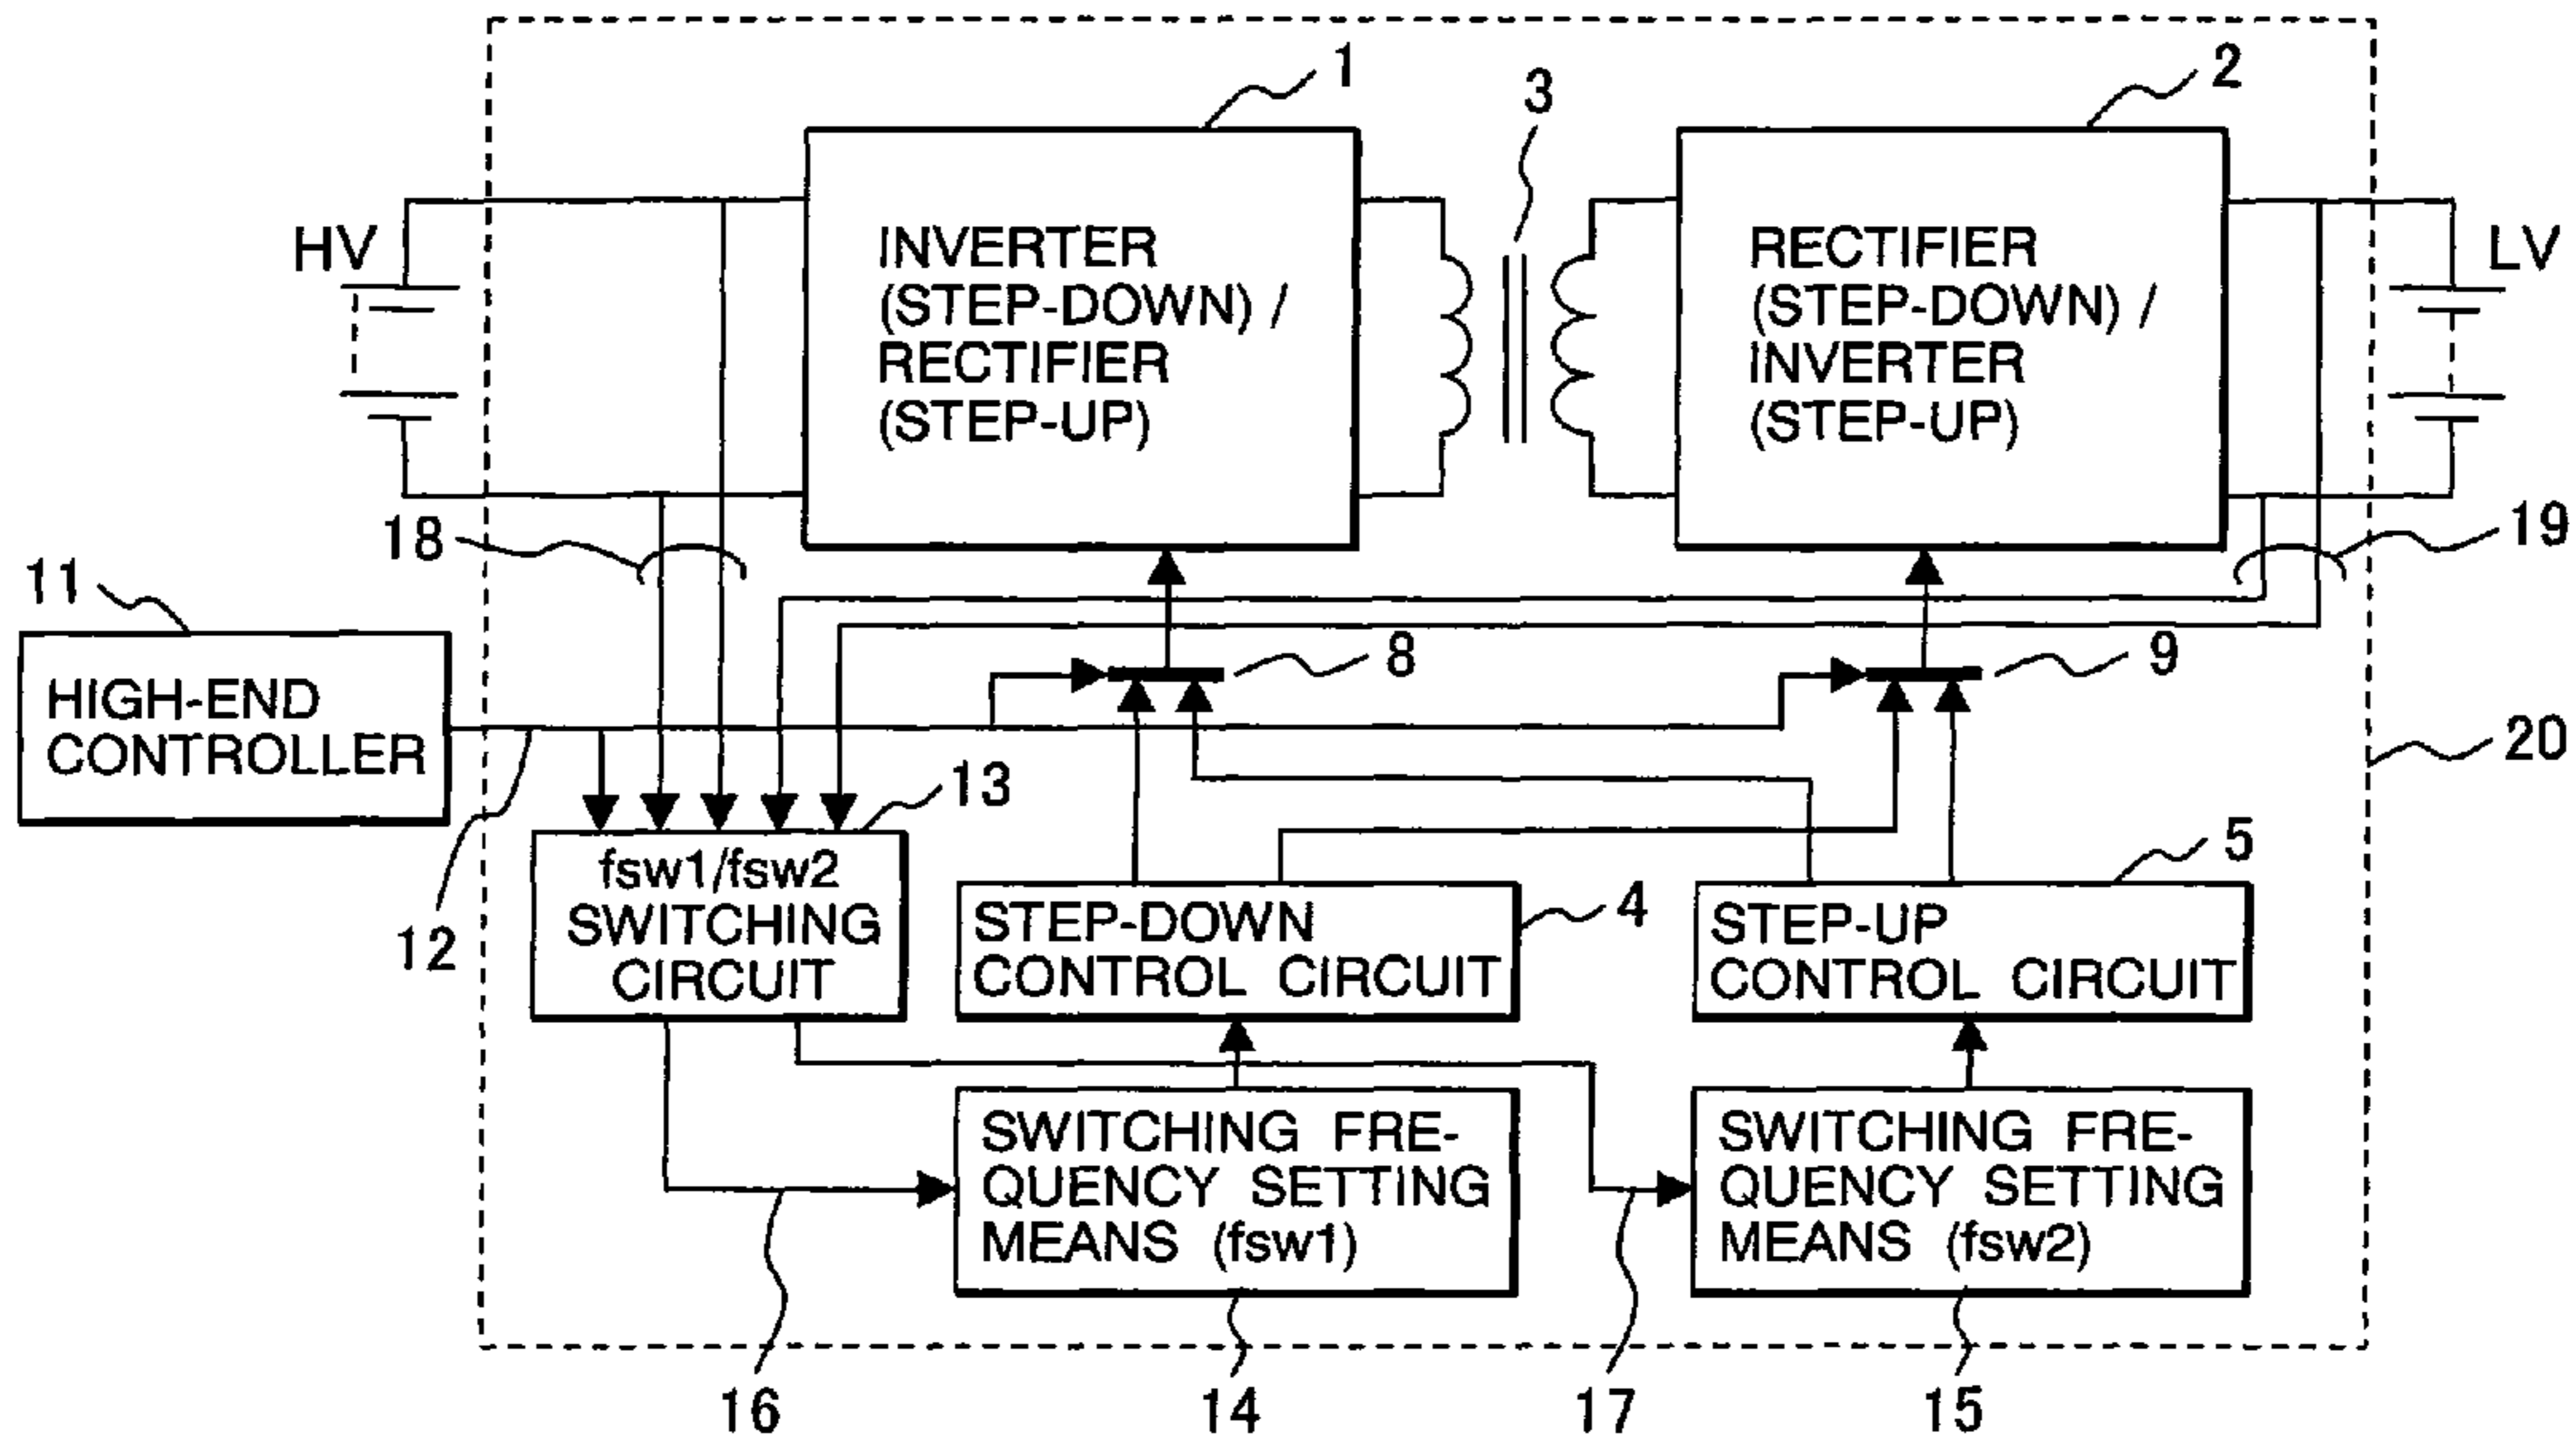 1
2
3
HV
INVERTER
(STEP-DOWN) /
RECTIFIER
(STEP-UP)
RECTIFIER
(STEP-DOWN) /
INVERTER
(STEP-UP)
LV
18
19
11
HIGH-END
CONTROLLER
8
9
20
12
13
fsw1/fsw2
SWITCHING
CIRCUIT
STEP-DOWN
CONTROL CIRCUIT
4
STEP-UP
CONTROL CIRCUIT
5
SWITCHING FRE-
QUENCY SETTING
MEANS (fsw1)
SWITCHING FRE-
QUENCY SETTING
MEANS (fsw2)
16
14
17
15